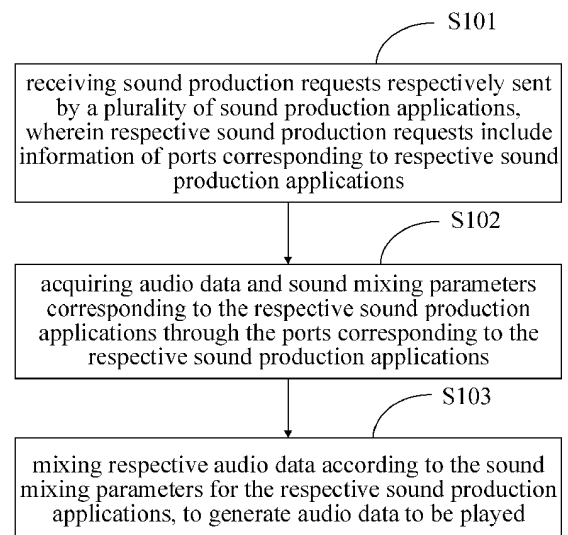 S101
receiving sound production requests respectively sent
by a plurality of sound production applications,
wherein respective sound production requests include
information of ports corresponding to respective sound
production applications
S102
acquiring audio data and sound mixing parameters
corresponding to the respective sound production
applications through the ports corresponding to the
respective sound production applications
S103
mixing respective audio data according to the sound
mixing parameters for the respective sound production
applications, to generate audio data to be played